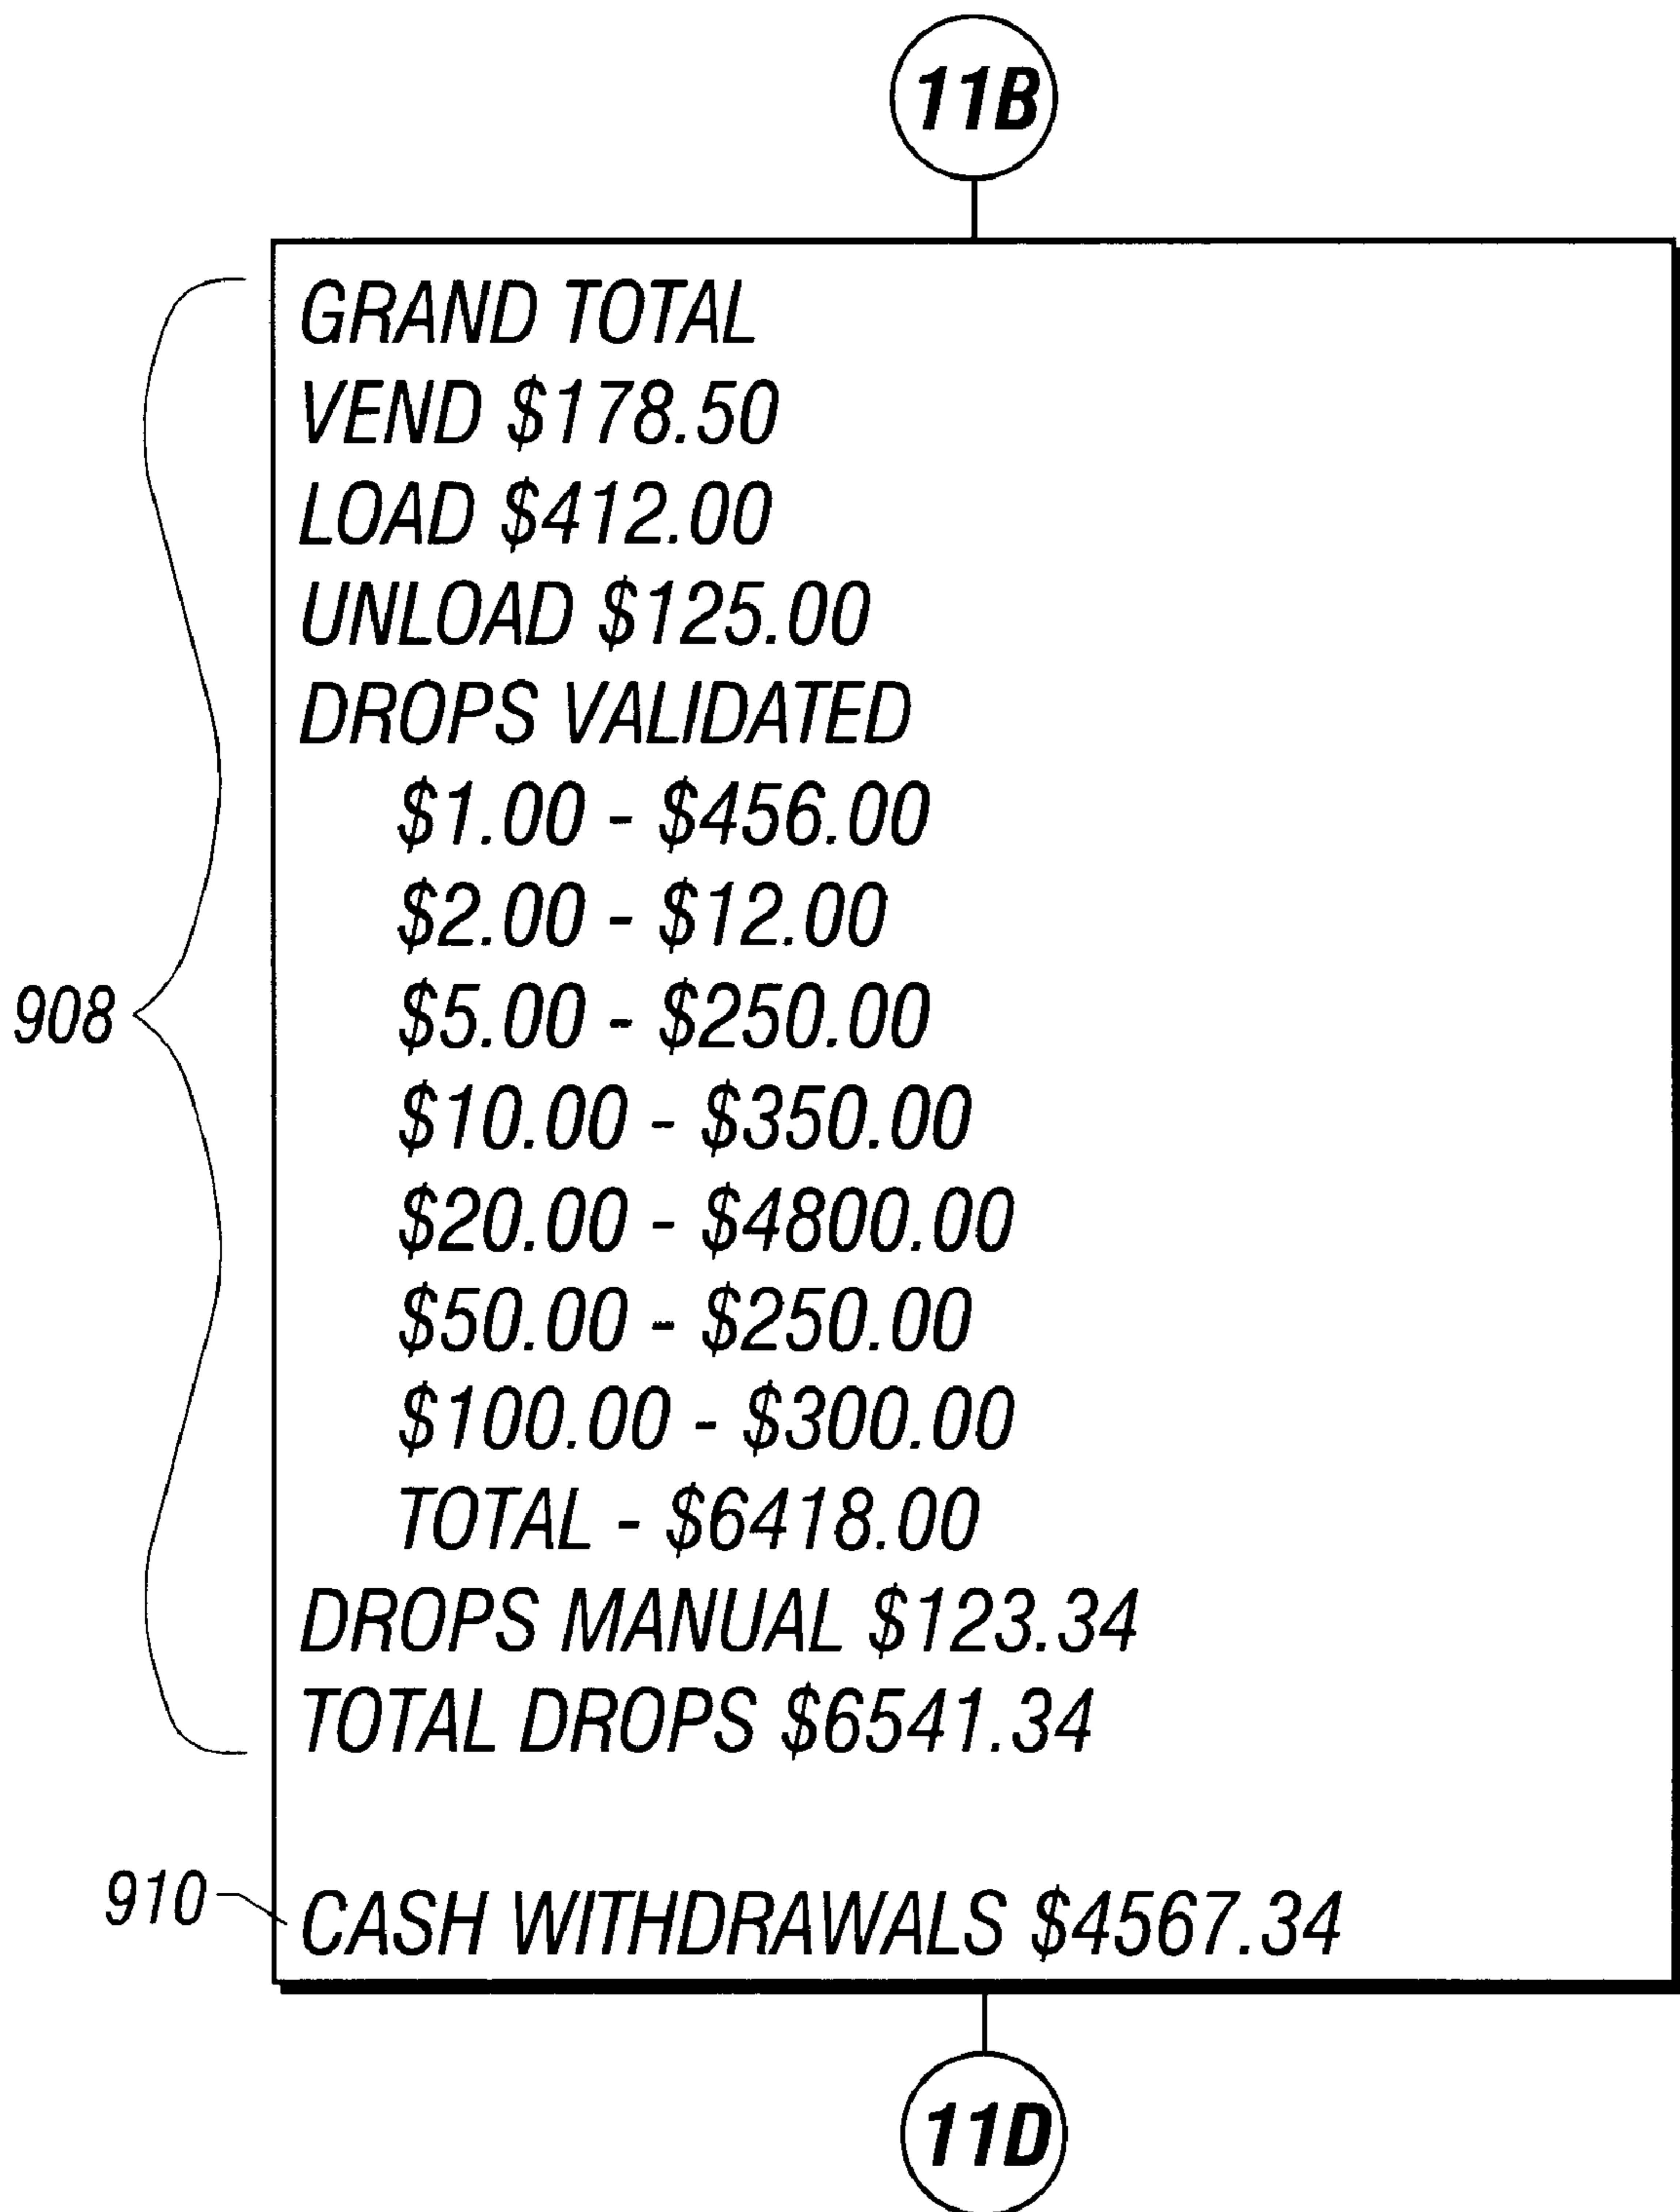 11B
GRAND TOTAL
VEND $178.50
LOAD $412.00
UNLOAD $125.00
DROPS VALIDATED
$1.00 - $456.00
$2.00 - $12.00
$5.00 - $250.00
908
$10.00 - $350.00
$20.00 - $4800.00
$50.00 - $250.00
$100.00 - $300.00
TOTAL - $6418.00
DROPS MANUAL $123.34
TOTAL DROPS $6541.34
910
CASH WITHDRAWALS $4567.34
11D